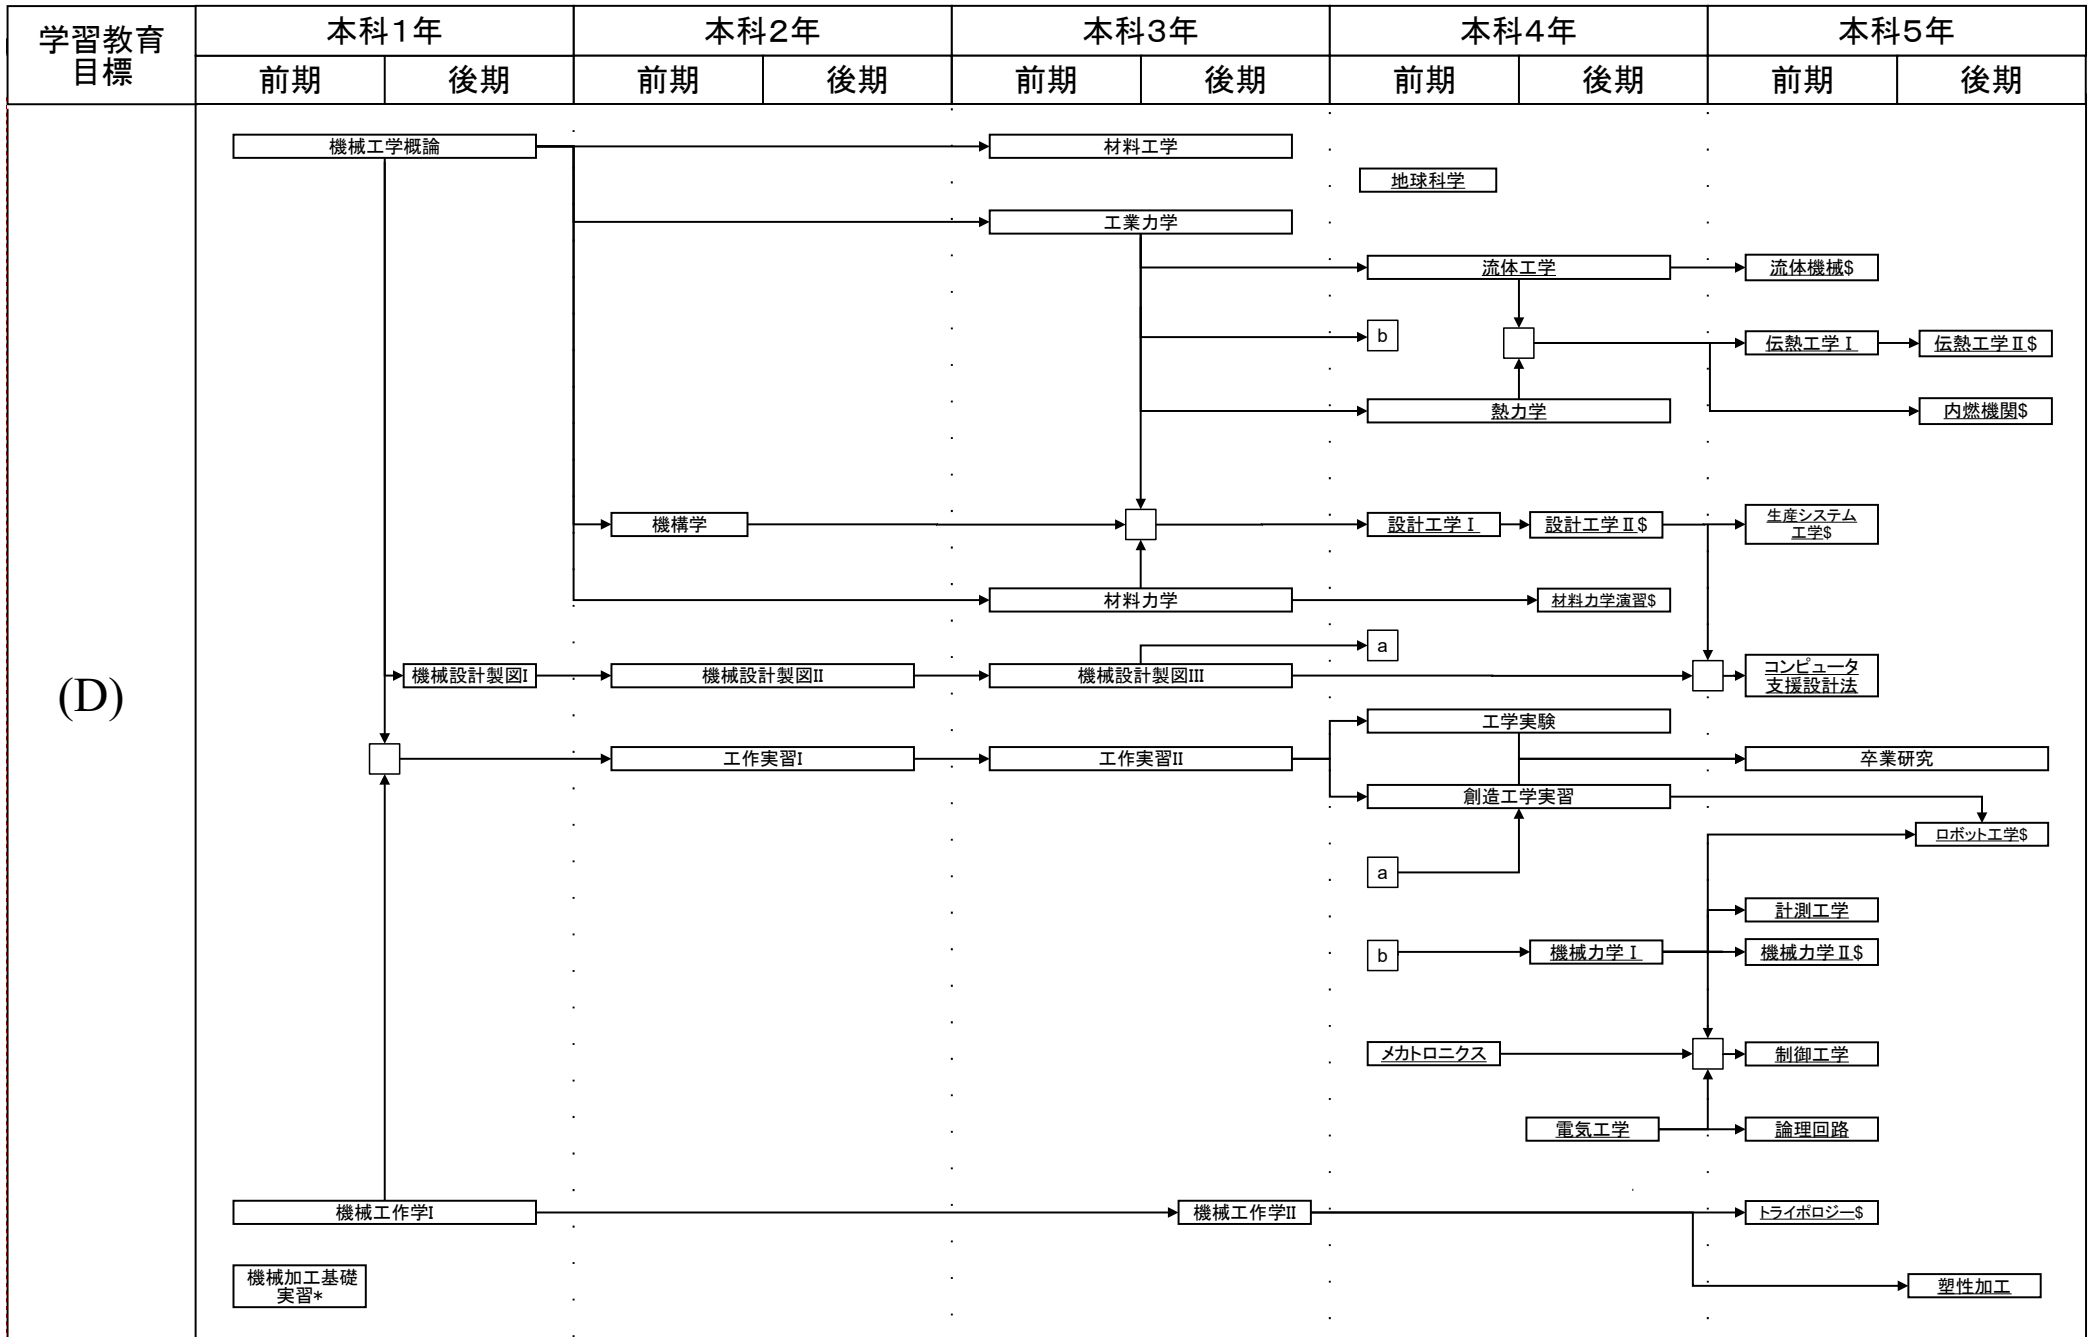 学習教育
目標
本科1年
本科2年
本科3年
本科4年
本科5年
前期
後期
前期
後期
前期
後期
前期
後期
前期
後期
(D)
機械工学概論
材料工学
地球科学
工業力学
流体工学
流体機械$
b
伝熱工学Ⅰ
伝熱工学Ⅱ$
熱力学
内燃機関$
機構学
設計工学Ⅰ
設計工学Ⅱ$
生産システム
工学$
材料力学
材料力学演習$
a
機械設計製図I
機械設計製図II
機械設計製図III
コンピュータ
支援設計法
工学実験
工作実習I
工作実習II
卒業研究
創造工学実習
ロボット工学$
a
計測工学
b
機械力学Ⅰ
機械力学Ⅱ$
メカトロニクス
制御工学
電気工学
論理回路
機械工作学I
機械工作学II
トライボロジー$
機械加工基礎
実習*
塑性加工